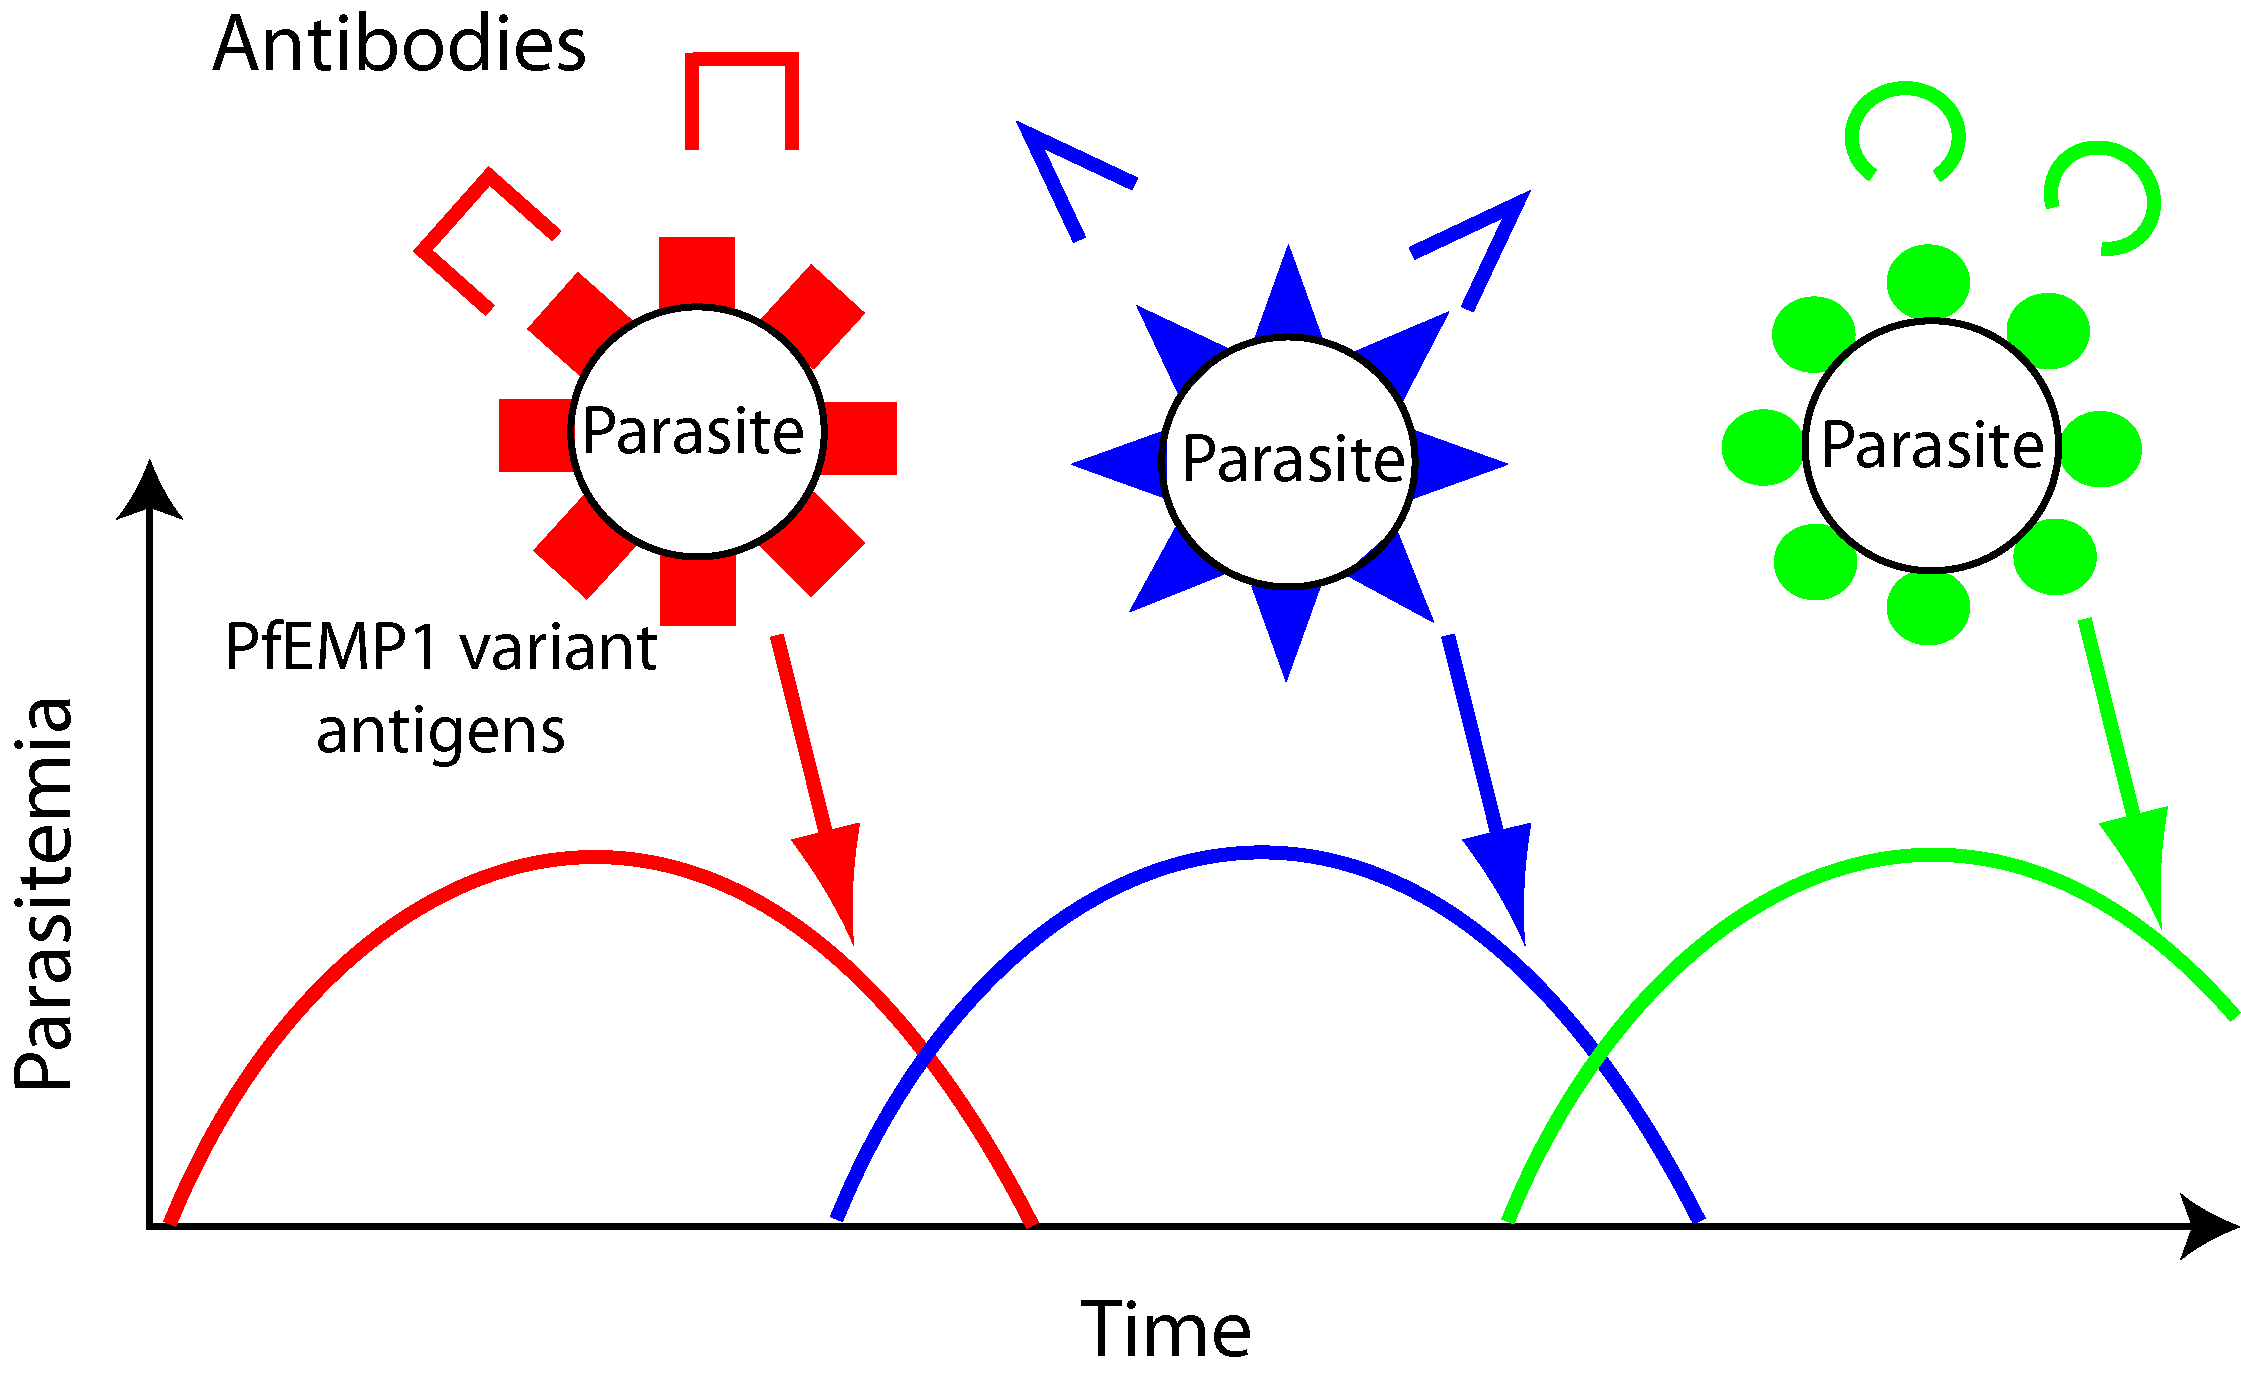 Antibodies
Parasite
Parasite
Parasite
PfEMP1 variant
antigens
Parasitemia
Time